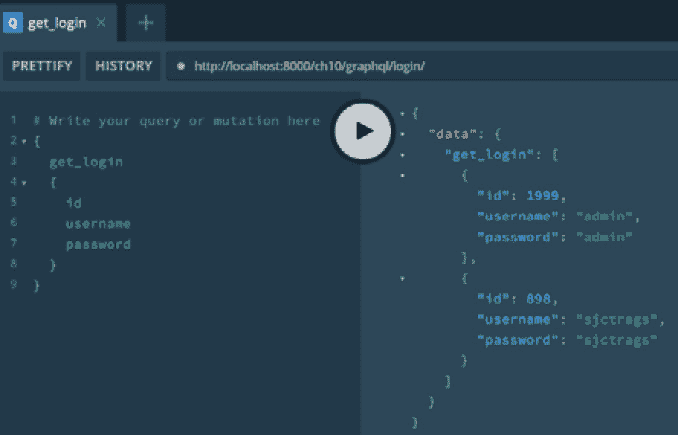 Q get_login × +
PRETTIFY HISTORY http://localhost:8000/ch10/graphql/login/
1 # Write your query or mutation here
2 {
3 get_login
4 {
5 id
6 username
7 password
8 }
9 }
{
"data": {
"get_login": [
{
"id": 1999,
"username": "admin",
"password": "admin"
},
{
"id": 898,
"username": "sjctrags",
"password": "sjctrags"
}
]
}
}